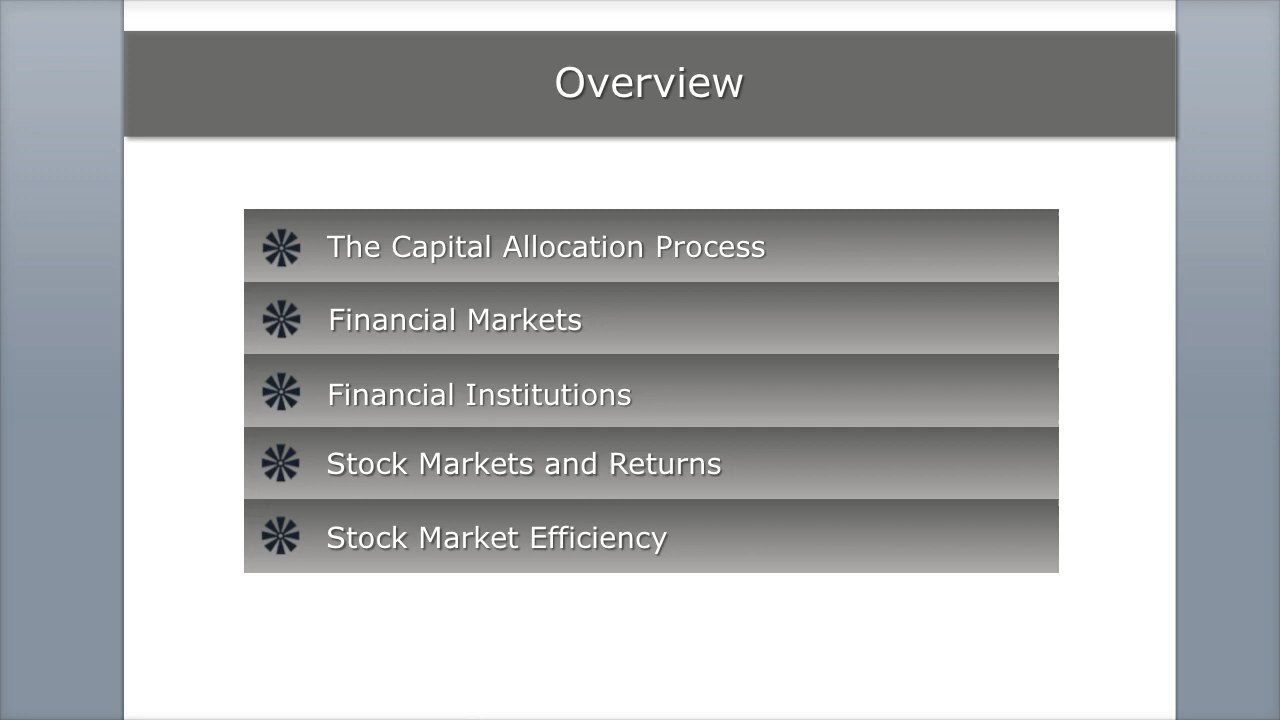 Overview
The Capital Allocation Process
Financial Markets
Financial Institutions
Stock Markets and Returns
Stock Market Efficiency